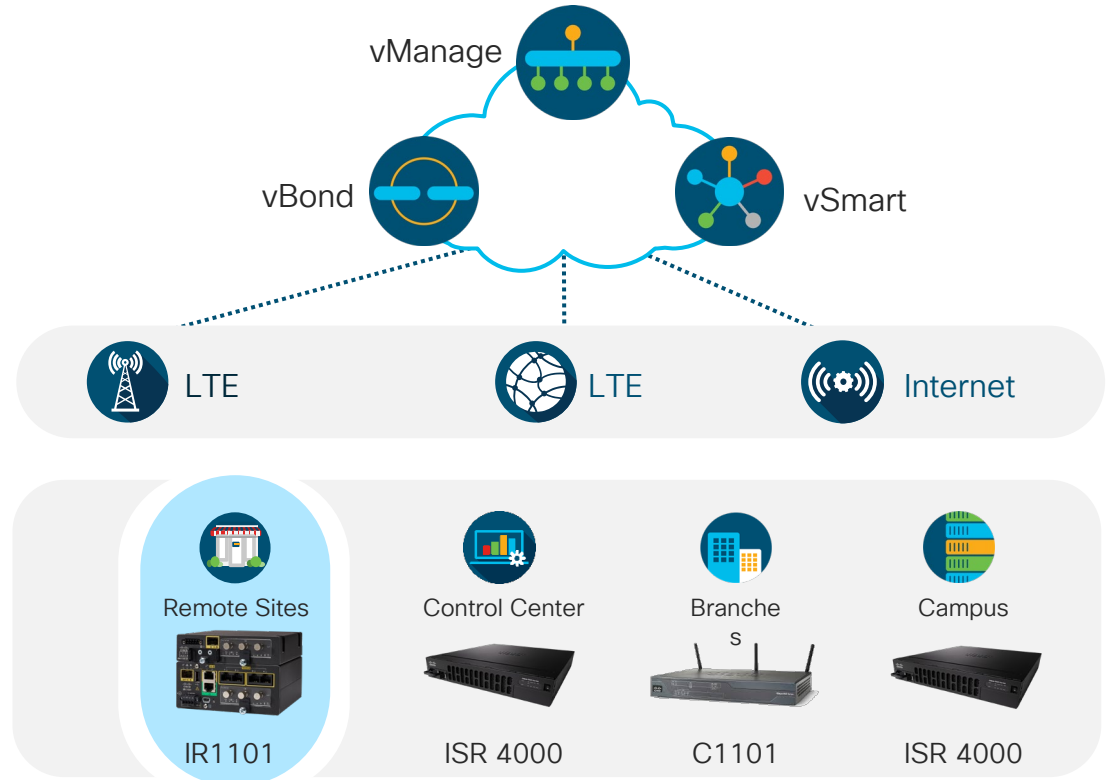 vManage
vBond
vSmart
LTE
LTE
Internet
Remote Sites
Control Center
Branche
s
Campus
IR1101
ISR 4000
C1101
ISR 4000